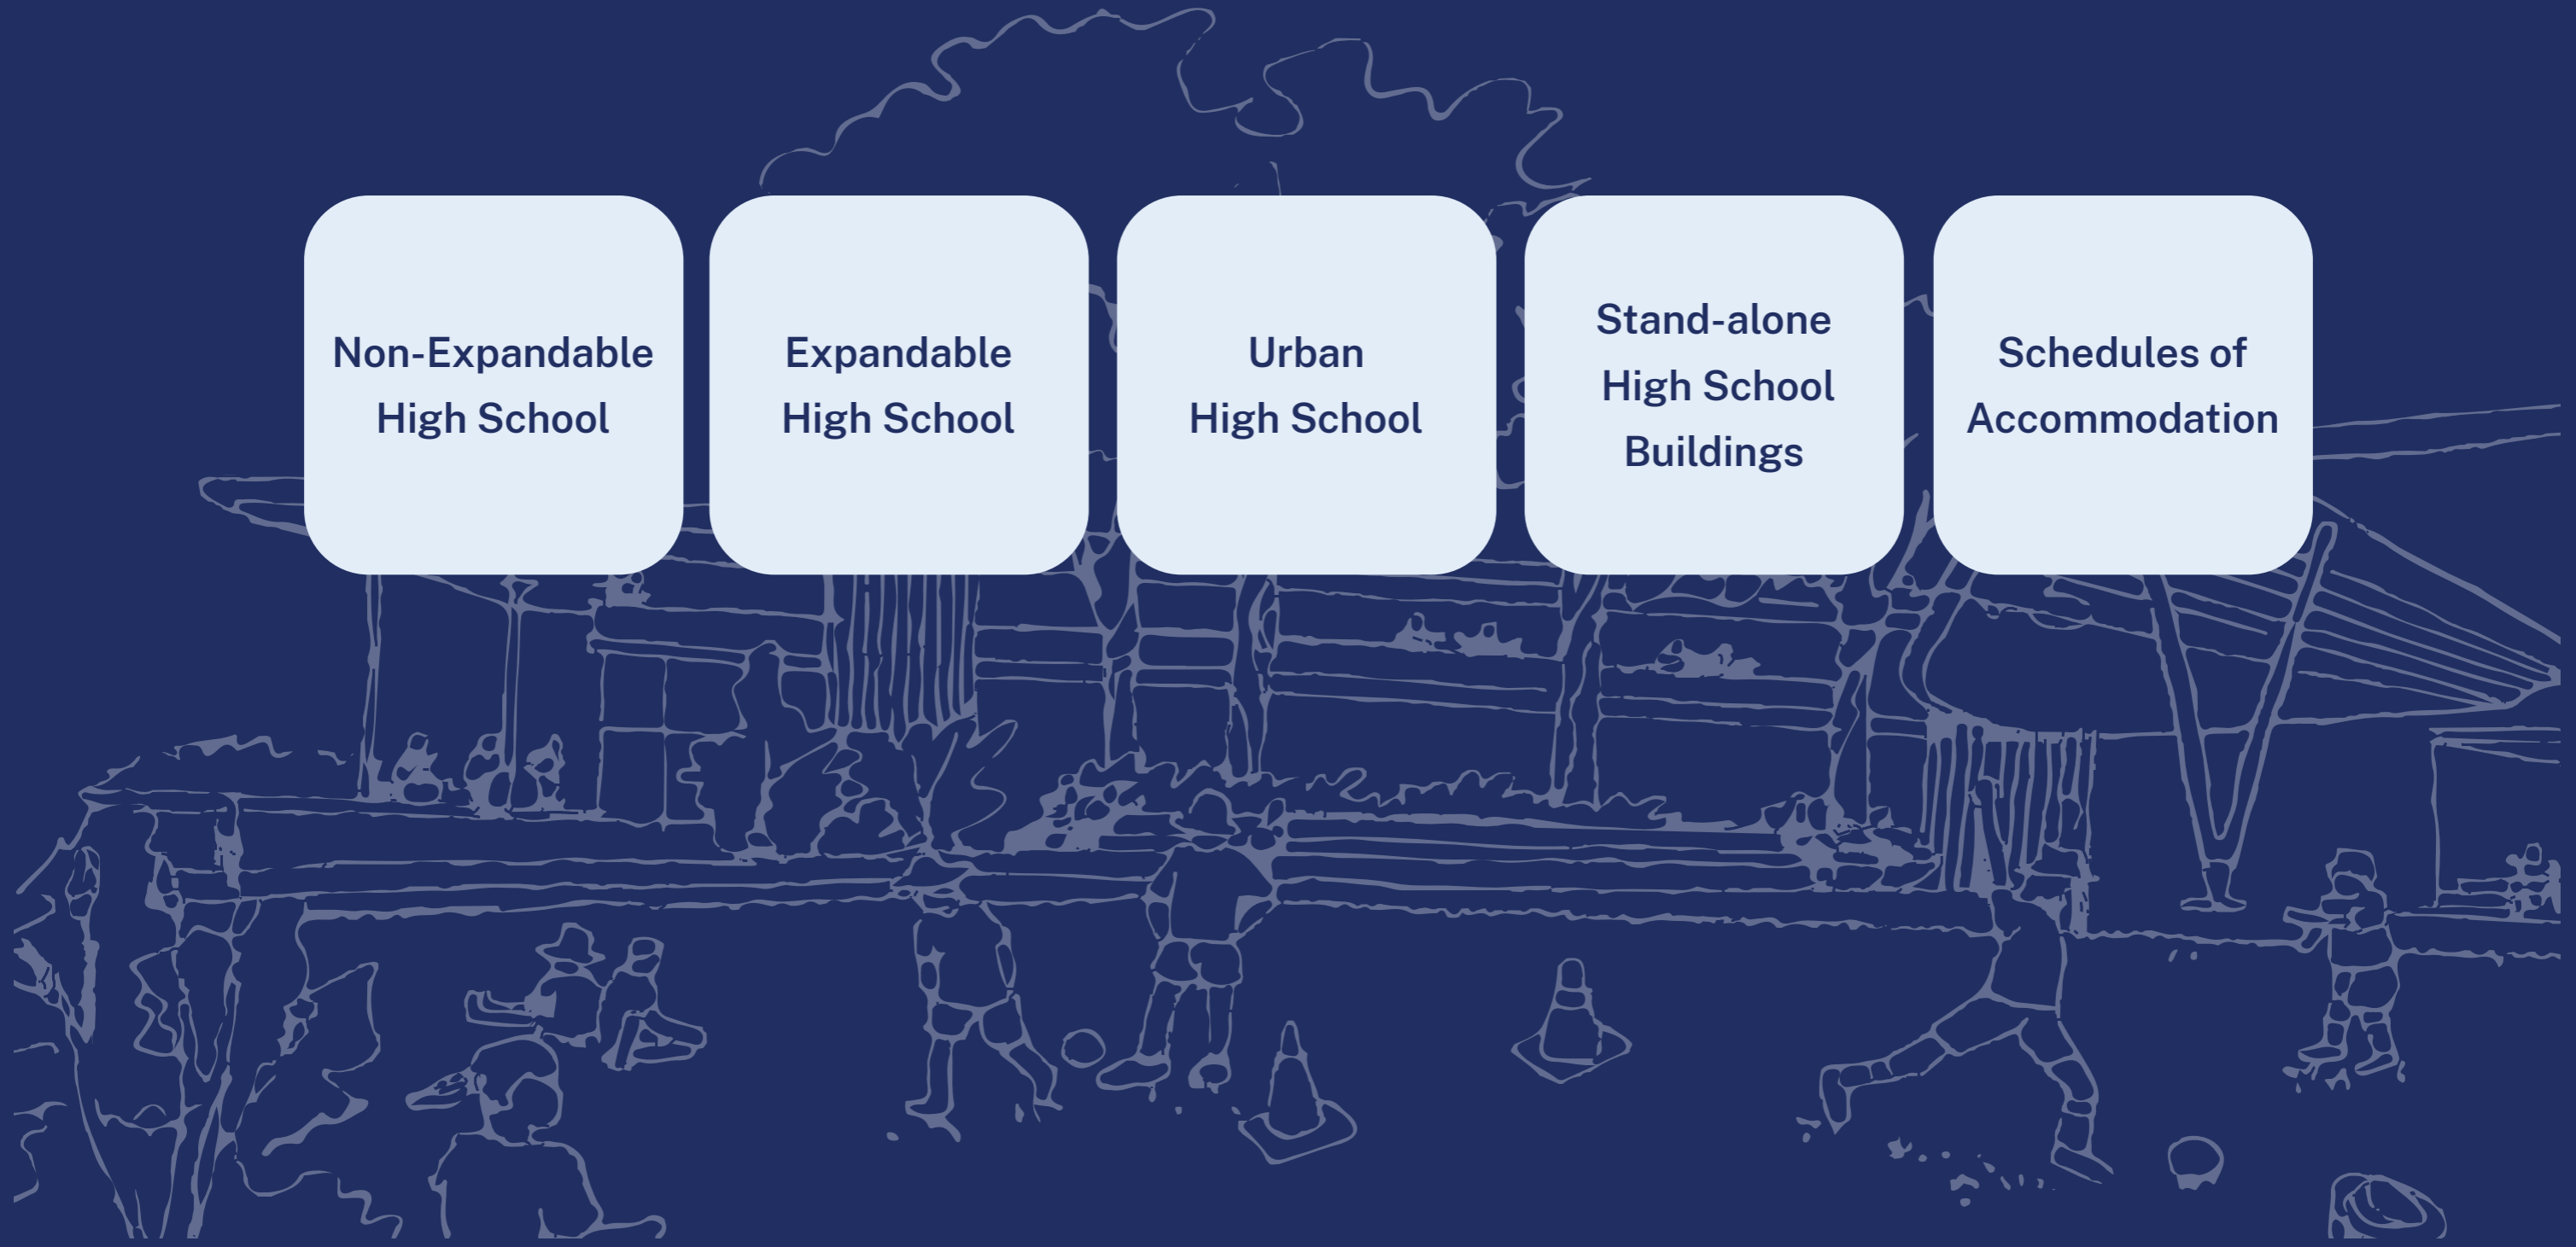 Non-Expandable
High School
Expandable
High School
Urban
High School
Stand-alone
High School
Buildings
Schedules of
Accommodation